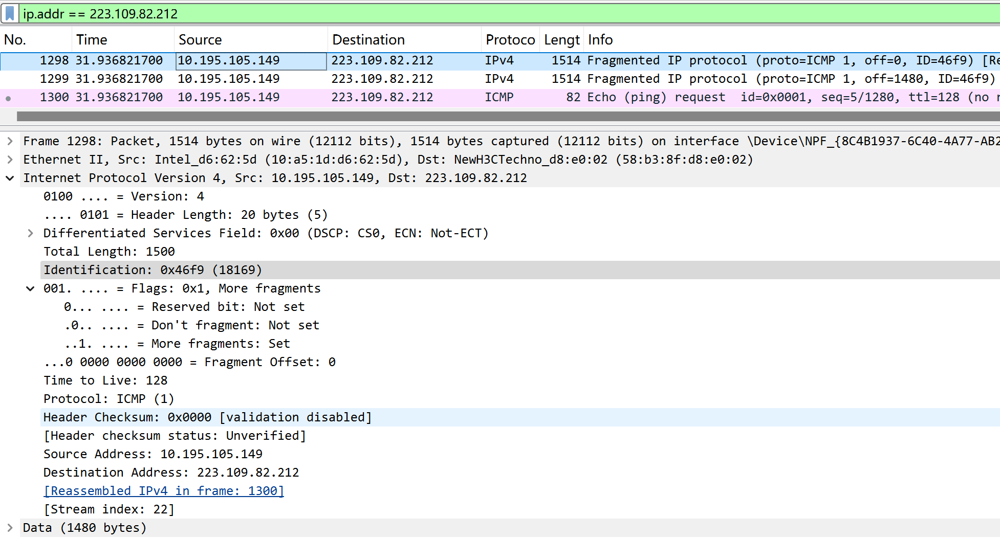 ip.addr == 223.109.82.212
No. Time Source Destination Protoco Lengt Info
1298 31.936821700 10.195.105.149 223.109.82.212 IPv4 1514 Fragmented IP protocol (proto=ICMP 1, off=0, ID=46f9) [Re
1299 31.936821700 10.195.105.149 223.109.82.212 IPv4 1514 Fragmented IP protocol (proto=ICMP 1, off=1480, ID=46f9)
1300 31.936821700 10.195.105.149 223.109.82.212 ICMP 82 Echo (ping) request id=0x0001, seq=5/1280, ttl=128 (no r
Frame 1298: Packet, 1514 bytes on wire (12112 bits), 1514 bytes captured (12112 bits) on interface \Device\NPF_{8C4B1937-6C40-4A77-AB2
Ethernet II, Src: Intel_d6:62:5d (10:a5:1d:d6:62:5d), Dst: NewH3CTechno_d8:e0:02 (58:b3:8f:d8:e0:02)
Internet Protocol Version 4, Src: 10.195.105.149, Dst: 223.109.82.212
0100 .... = Version: 4
.... 0101 = Header Length: 20 bytes (5)
Differentiated Services Field: 0x00 (DSCP: CS0, ECN: Not-ECT)
Total Length: 1500
Identification: 0x46f9 (18169)
001. .... = Flags: 0x1, More fragments
0... .... = Reserved bit: Not set
.0.. .... = Don't fragment: Not set
..1. .... = More fragments: Set
...0 0000 0000 0000 = Fragment Offset: 0
Time to Live: 128
Protocol: ICMP (1)
Header Checksum: 0x0000 [validation disabled]
[Header checksum status: Unverified]
Source Address: 10.195.105.149
Destination Address: 223.109.82.212
[Reassembled IPv4 in frame: 1300]
[Stream index: 22]
Data (1480 bytes)